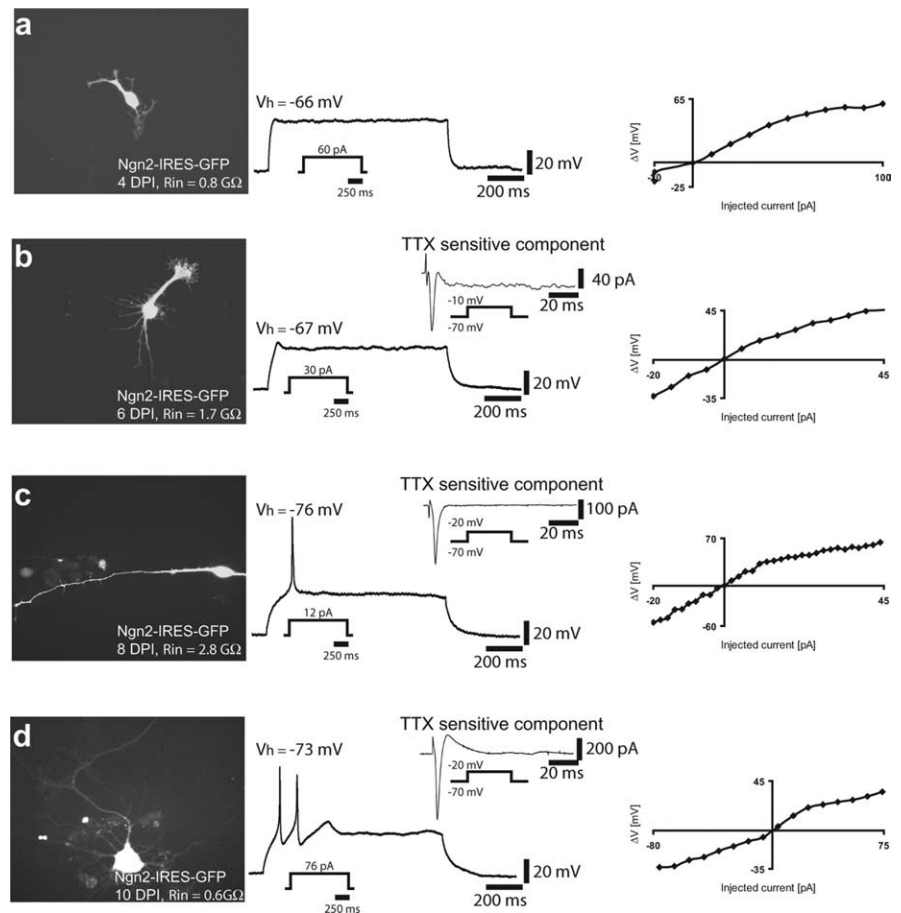 a
Ngn2-IRES-GFP
4 DPI, Rin = 0.8 GΩ
Vh = -66 mV
60 pA
250 ms
20 mV
200 ms
65
ΔV [mV]
-25
100
Injected current [pA]
b
Ngn2-IRES-GFP
6 DPI, Rin = 1.7 GΩ
TTX sensitive component
40 pA
20 ms
-10 mV
-70 mV
Vh = -67 mV
30 pA
250 ms
20 mV
200 ms
45
ΔV [mV]
-20
45
-35
Injected current [pA]
c
Ngn2-IRES-GFP
8 DPI, Rin = 2.8 GΩ
TTX sensitive component
100 pA
20 ms
-20 mV
-70 mV
Vh = -76 mV
12 pA
250 ms
20 mV
200 ms
70
ΔV [mV]
-20
45
-60
Injected current [pA]
d
Ngn2-IRES-GFP
10 DPI, Rin = 0.6GΩ
TTX sensitive component
200 pA
20 ms
-20 mV
-70 mV
Vh = -73 mV
76 pA
250 ms
20 mV
200 ms
45
ΔV [mV]
-80
75
-35
Injected current [pA]